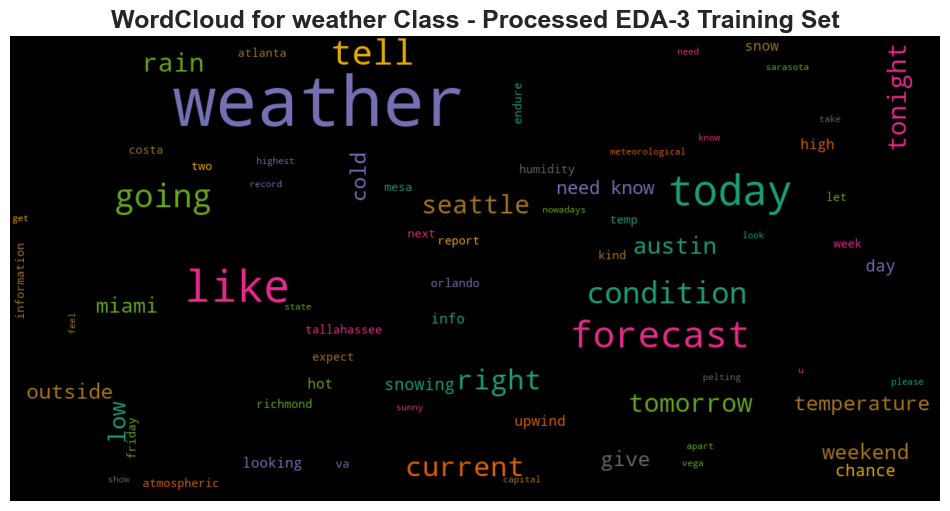 WordCloud for weather Class - Processed EDA-3 Training Set
need
snow
tell
atlanta
rain
sarasota
tonight
weather
endure
take
know
high
costa
meteorological
highest
two
humidity
cold
record
mesa
need know
today
going
let
seattle
nowadays
get
temp
next
report
look
austin
week
kind
information
day
like
orlando
condition
miami
state
feel
info
tallahassee
forecast
expect
u
pelting
right
please
hot
snowing
outside
richmond
sunny
tomorrow
temperature
low
friday
upwind
apart
weekend
looking
va
give
vega
current
chance
show
atmospheric
capital